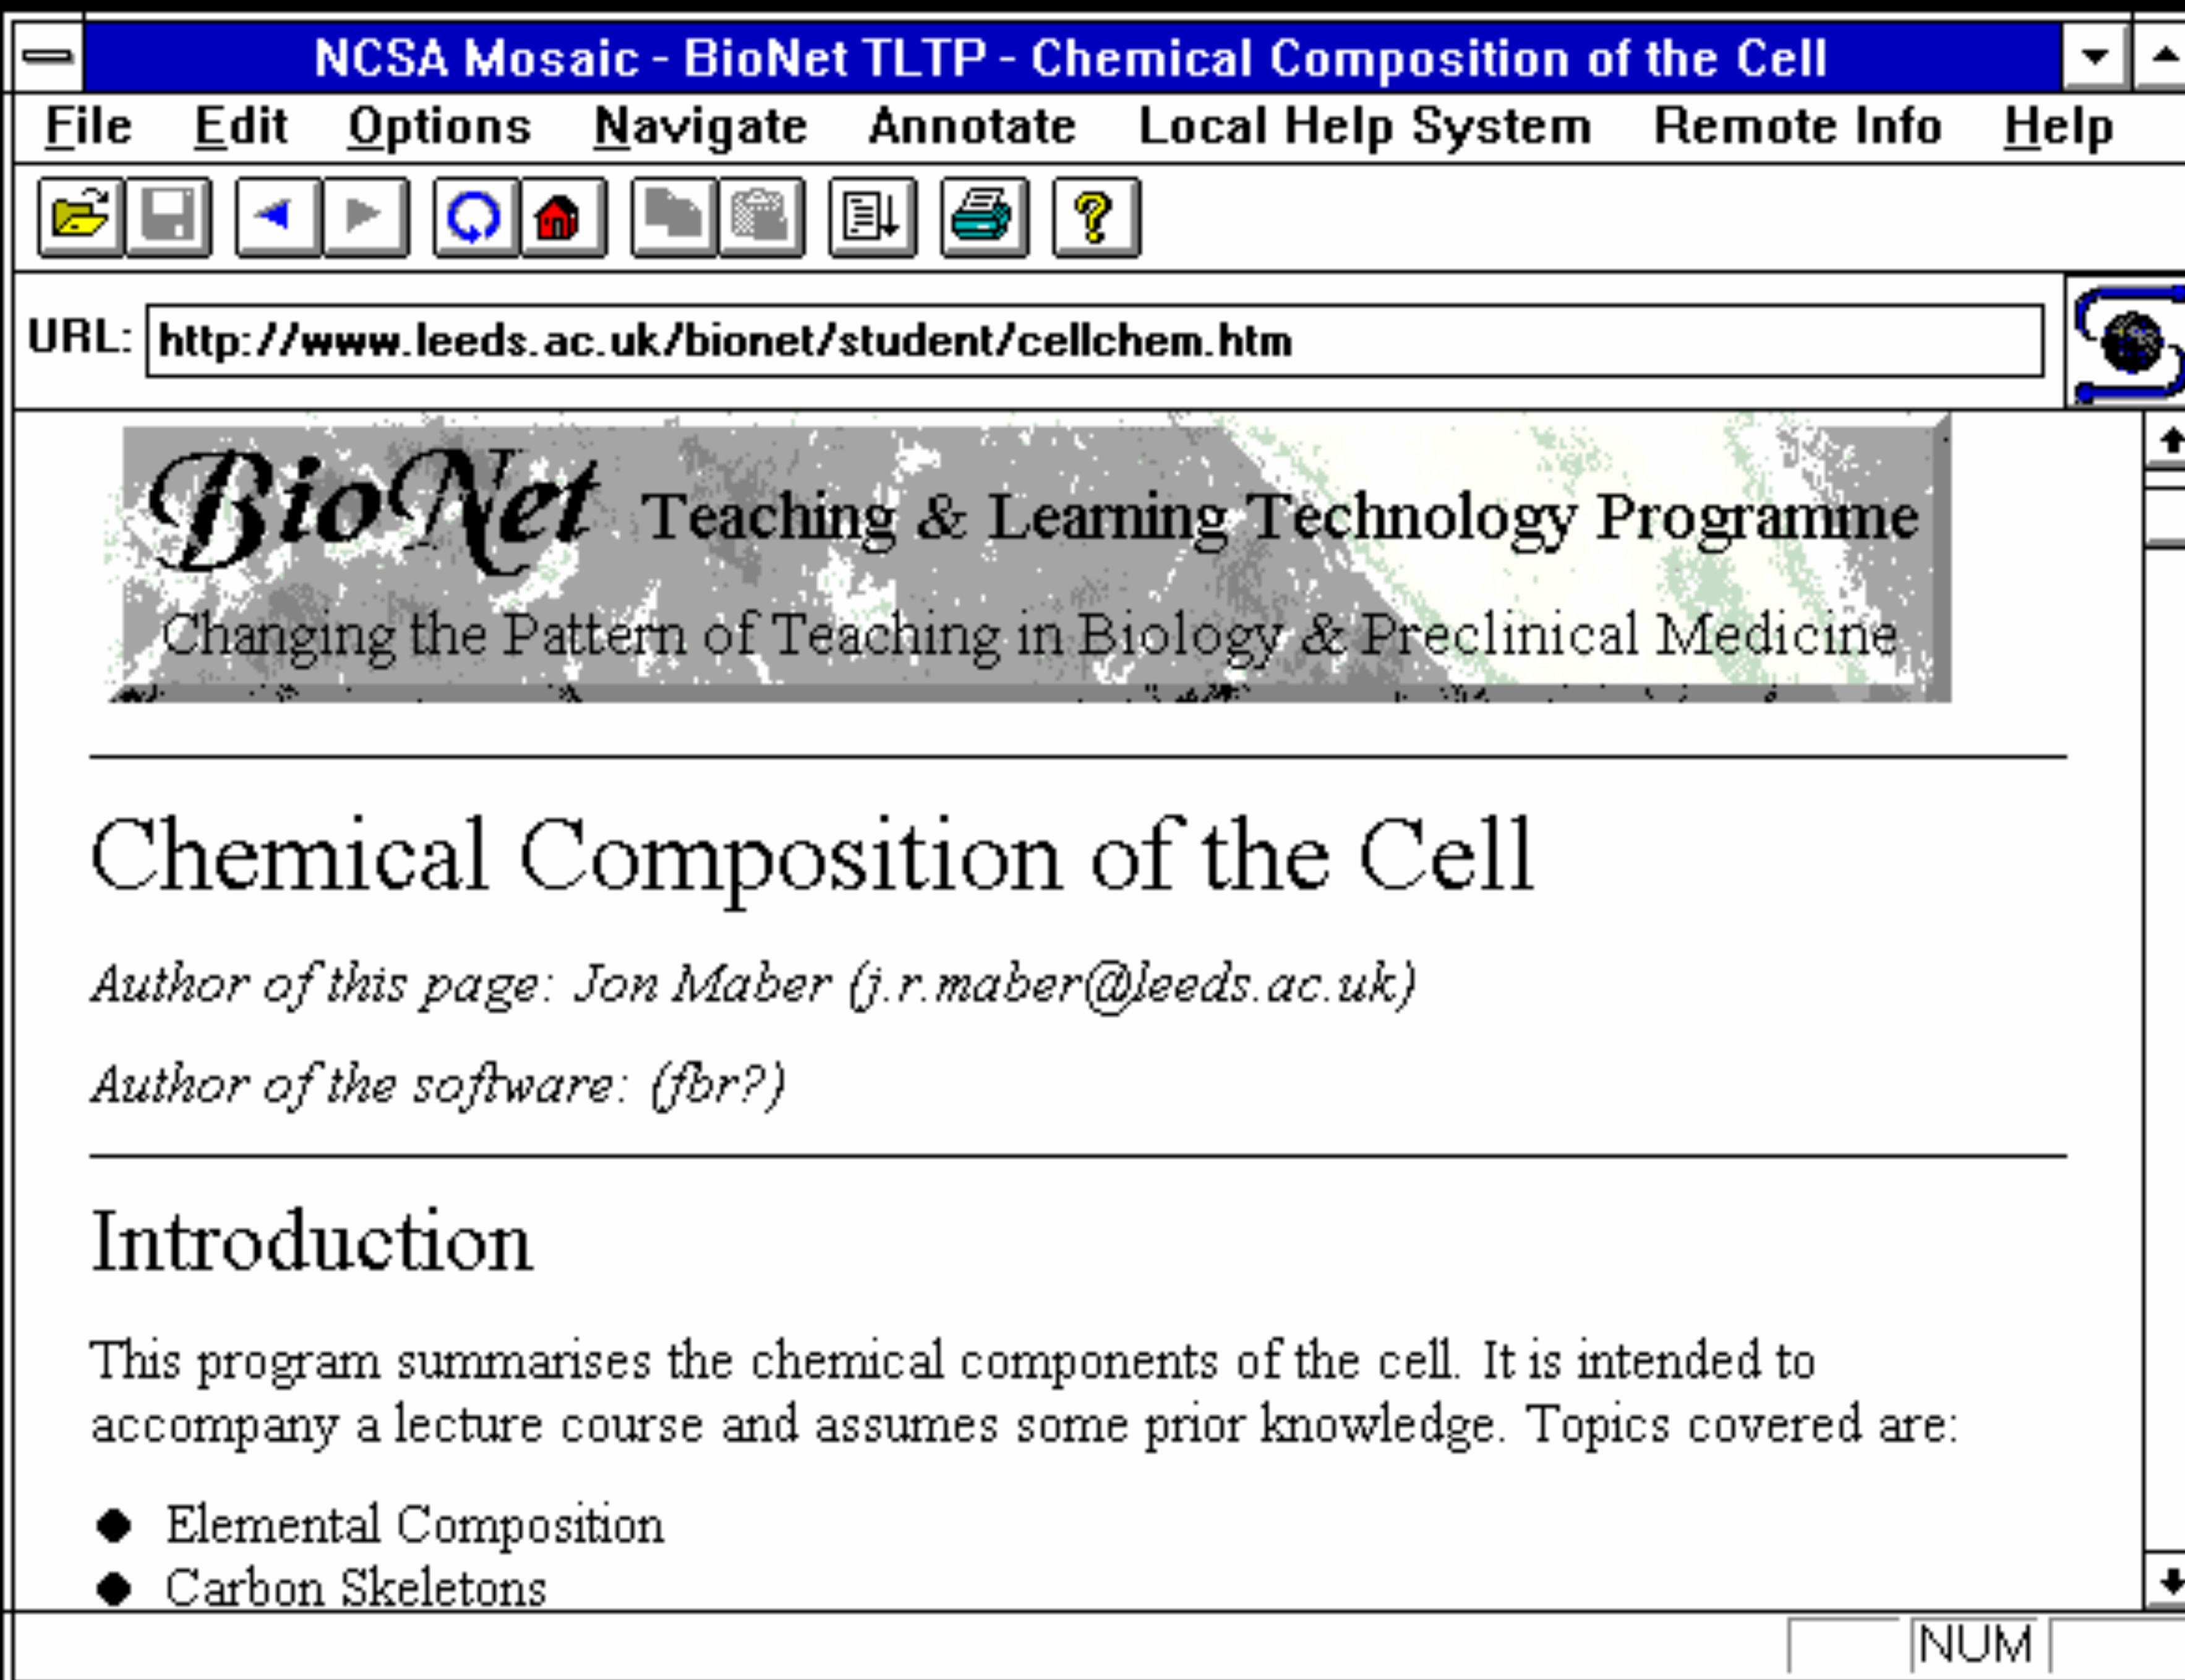 NCSA Mosaic - BioNet TLTP - Chemical Composition of the Cell
File Edit Options Navigate Annotate Local Help System Remote Info Help
URL: http://www.leeds.ac.uk/bionet/student/cellchem.htm
BioNet Teaching & Learning Technology Programme
Changing the Pattern of Teaching in Biology & Preclinical Medicine
Chemical Composition of the Cell
Author of this page: Jon Maber (j.r.maber@leeds.ac.uk)
Author of the software: (fbr?)
Introduction
This program summarises the chemical components of the cell. It is intended to
accompany a lecture course and assumes some prior knowledge. Topics covered are:
Elemental Composition
Carbon Skeletons
NUM